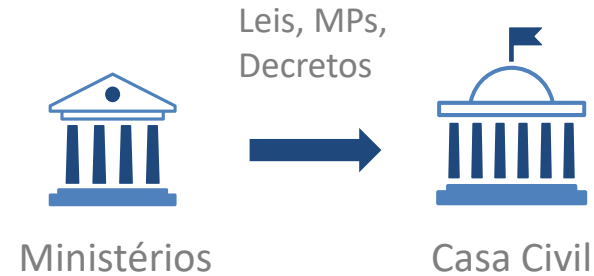 Leis, MPs,
Decretos
Ministérios
Casa Civil